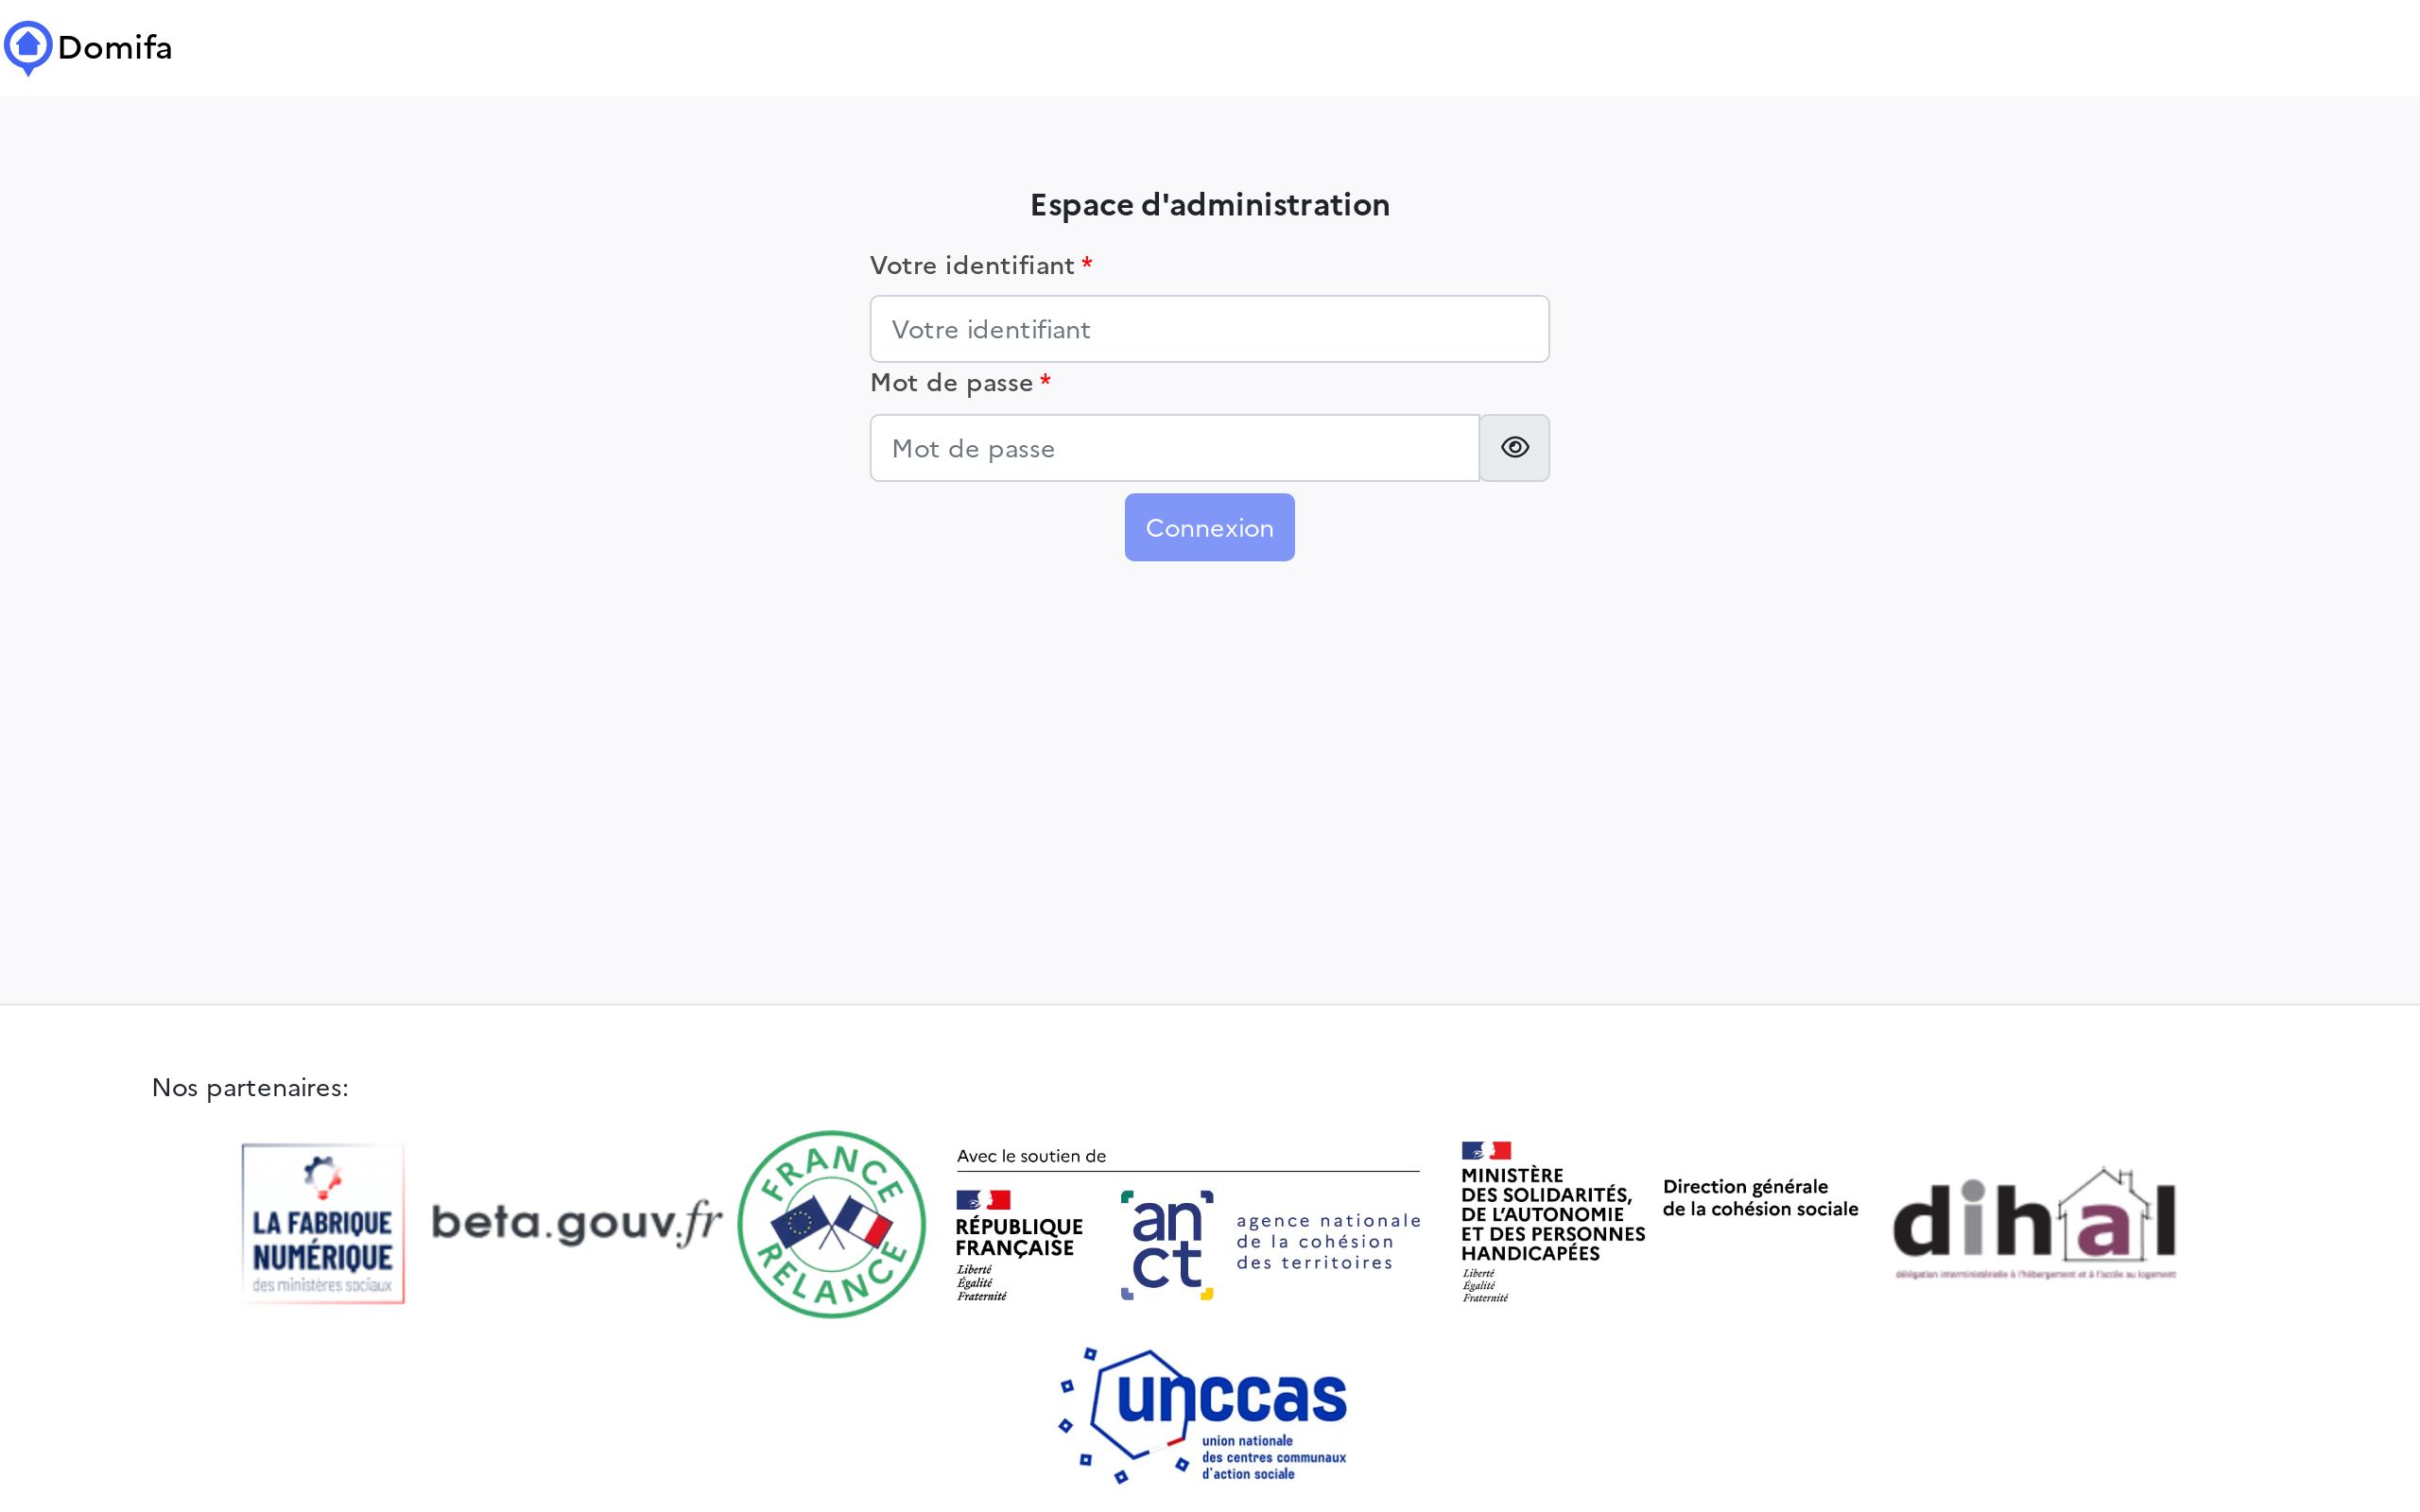 Domifa
Espace d'administration
Votre identifiant *
Votre identifiant
Mot de passe *
Mot de passe
Connexion
Nos partenaires:
LA FABRIQUE
NUMÉRIQUE
des ministères sociaux
beta.gouv.fr
FRANCE
RELANCE
Avec le soutien de
RÉPUBLIQUE
FRANÇAISE
Liberté
Égalité
Fraternité
an
ct
agence nationale
de la cohésion
des territoires
MINISTÈRE
DES SOLIDARITÉS,
DE L'AUTONOMIE
ET DES PERSONNES
HANDICAPÉES
Liberté
Égalité
Fraternité
Direction générale
de la cohésion sociale
dihal
délégation interministérielle à l'hébergement et à l'accès au logement
unccas
union nationale
des centres communaux
d'action sociale